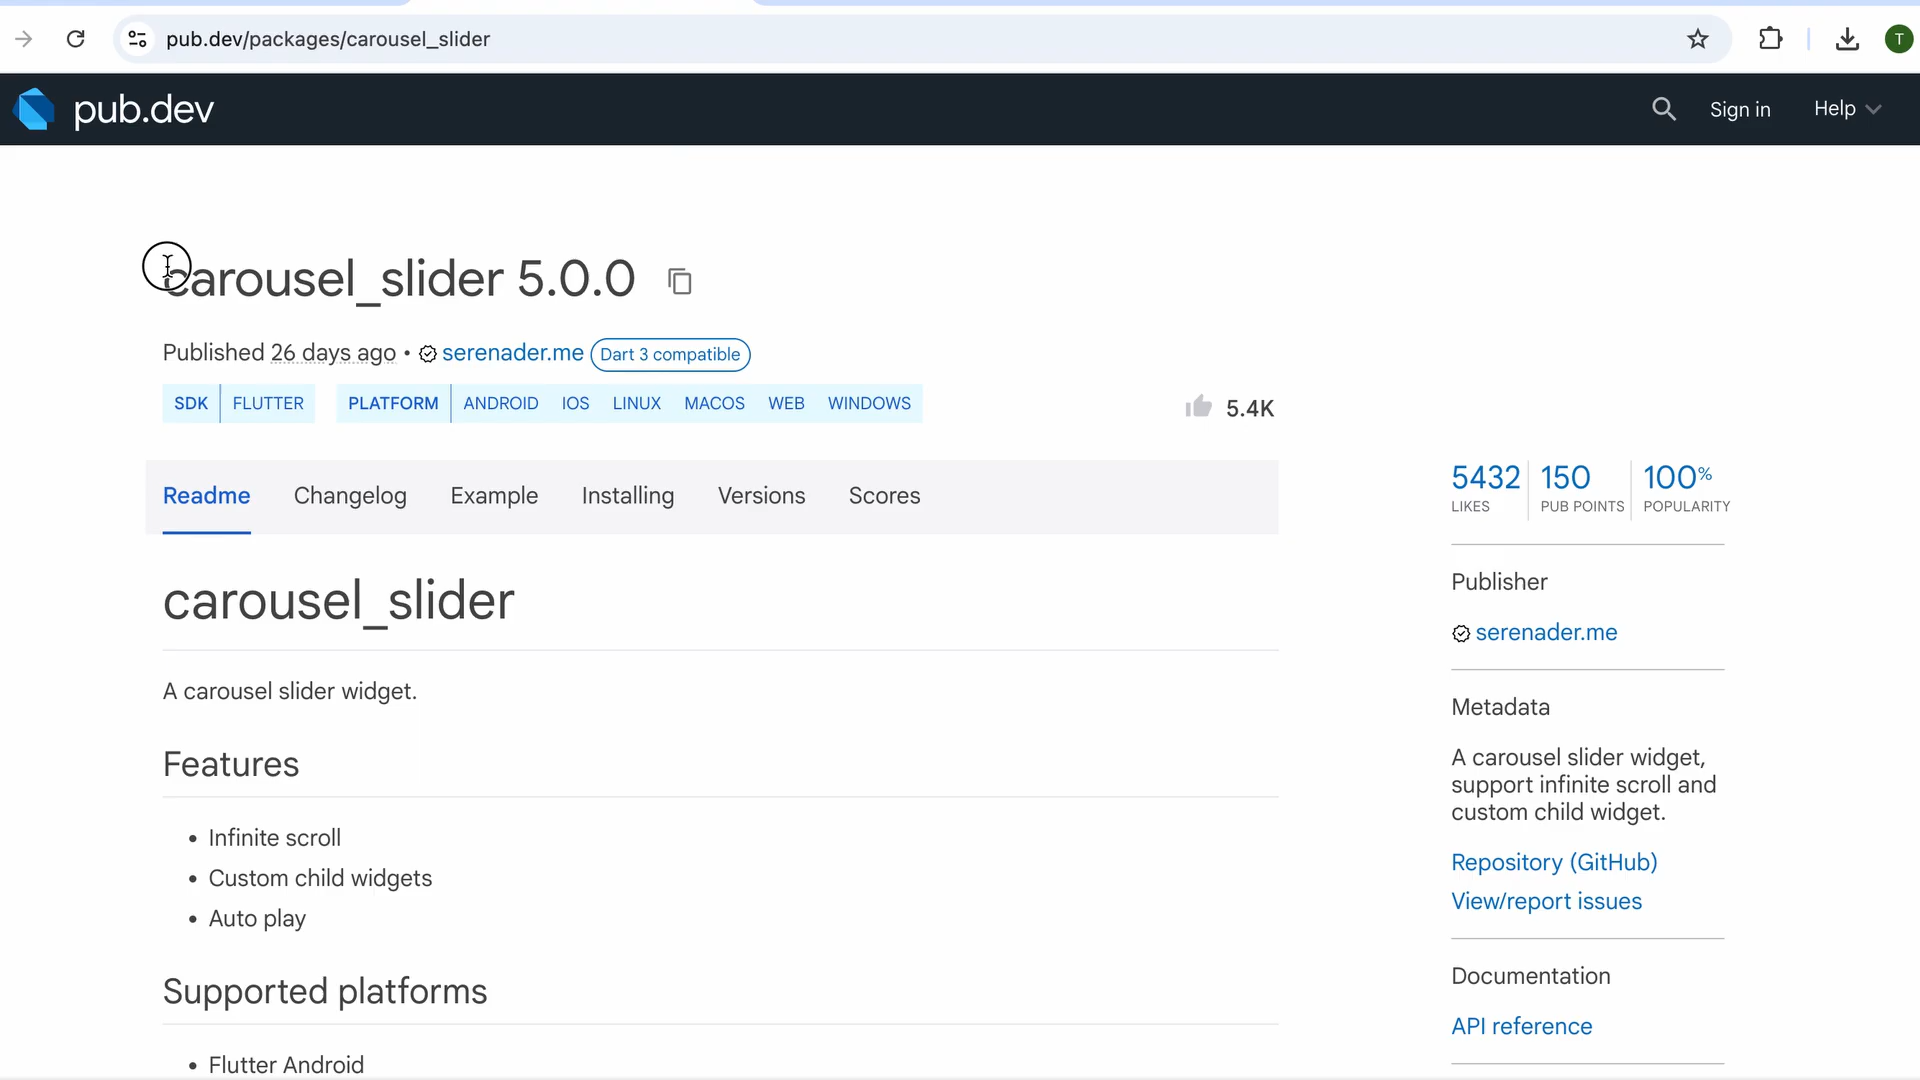 pub.dev/packages/carousel_slider
T
pub.dev
Sign in
Help
carousel_slider 5.0.0
Published 26 days ago • serenader.me Dart 3 compatible
SDK FLUTTER PLATFORM ANDROID IOS LINUX MACOS WEB WINDOWS
5.4K
Readme Changelog Example Installing Versions Scores
carousel_slider
A carousel slider widget.
Features
• Infinite scroll
• Custom child widgets
• Auto play
Supported platforms
• Flutter Android
5432 150 100%
LIKES PUB POINTS POPULARITY
Publisher
serenader.me
Metadata
A carousel slider widget,
support infinite scroll and
custom child widget.
Repository (GitHub)
View/report issues
Documentation
API reference